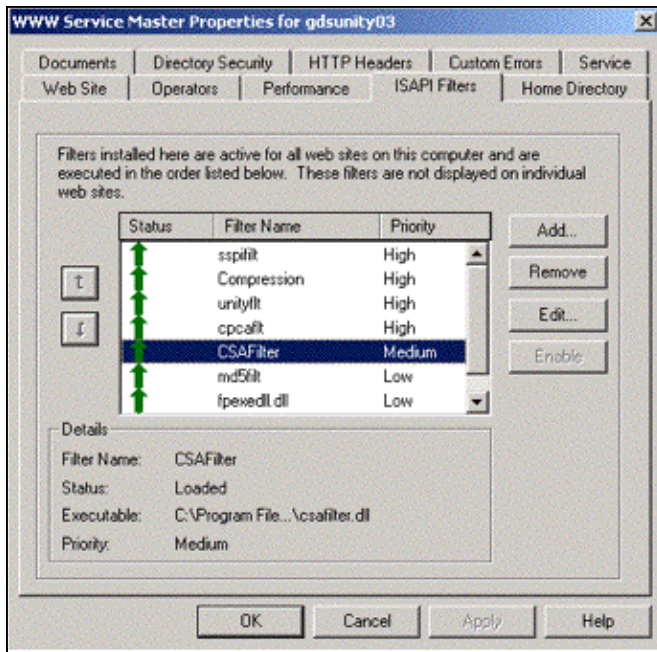 WWW Service Master Properties for gdsunity03
Documents Directory Security HTTP Headers Custom Errors Service
Web Site Operators Performance ISAPI Filters Home Directory
Filters installed here are active for all web sites on this computer and are
executed in the order listed below. These filters are not displayed on individual
web sites.
Status Filter Name Priority
sspifilt High
Compression High
unityflt High
cpcaflt High
CSAFilter Medium
md5filt Low
fpexedll.dll Low
Add...
Remove
Edit...
Enable
Details
Filter Name: CSAFilter
Status: Loaded
Executable: C:\Program File...\csafilter.dll
Priority: Medium
OK Cancel Apply Help